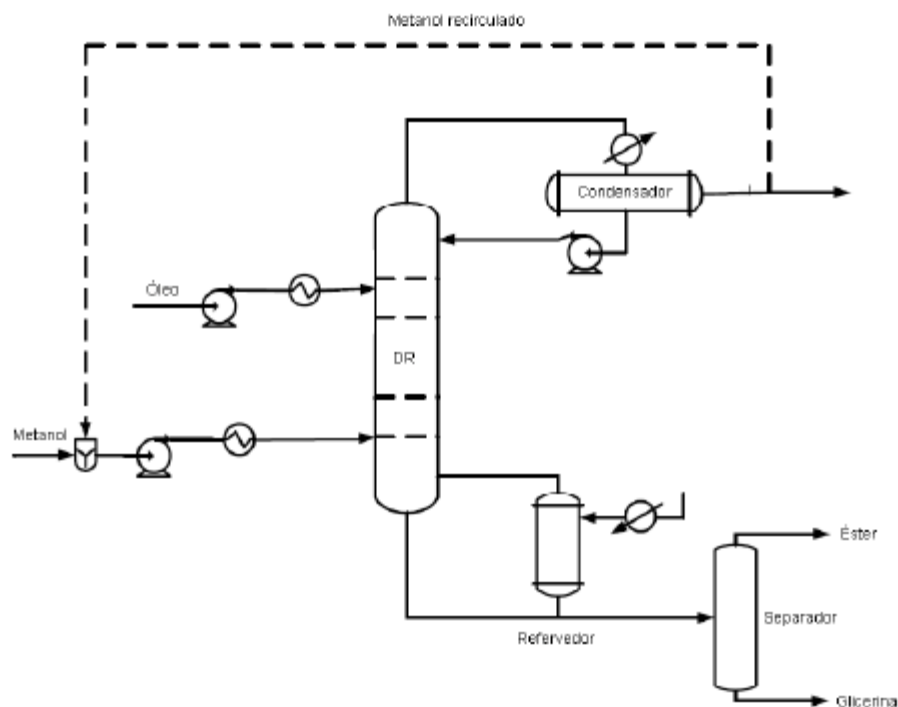 Metanol recirculado
Condensador
Óleo
DR
Metanol
Éster
Separador
Refervedor
Glicerina